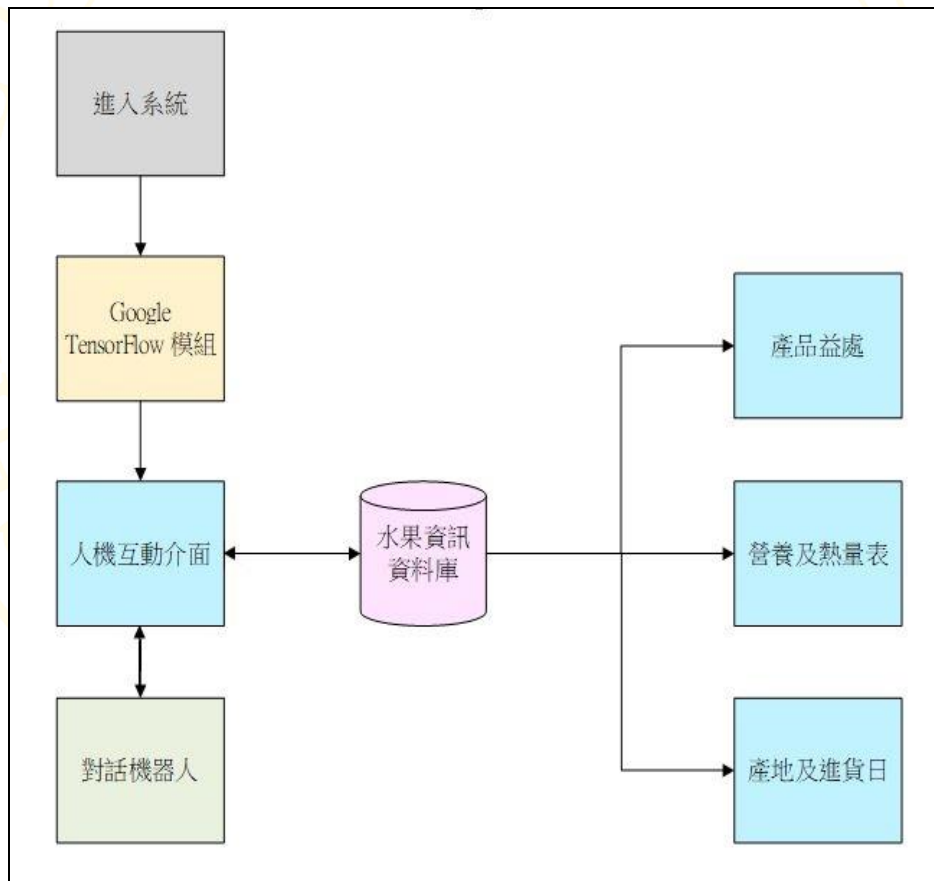 進入系統
Google
TensorFlow 模組
產品益處
人機互動介面
水果資訊
資料庫
營養及熱量表
對話機器人
產地及進貨日